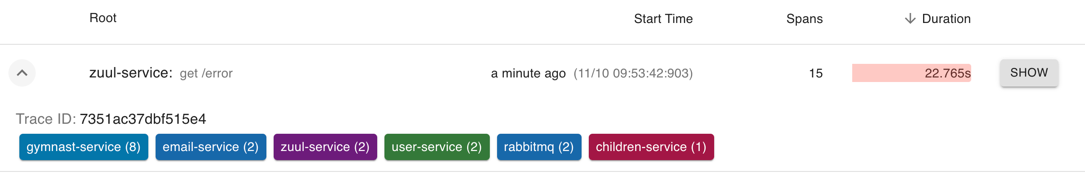 Root Start Time Spans Duration
zuul-service: get /error a minute ago (11/10 09:53:42:903) 15 22.765s SHOW
Trace ID: 7351ac37dbf515e4
gymnast-service (8) email-service (2) zuul-service (2) user-service (2) rabbitmq (2) children-service (1)